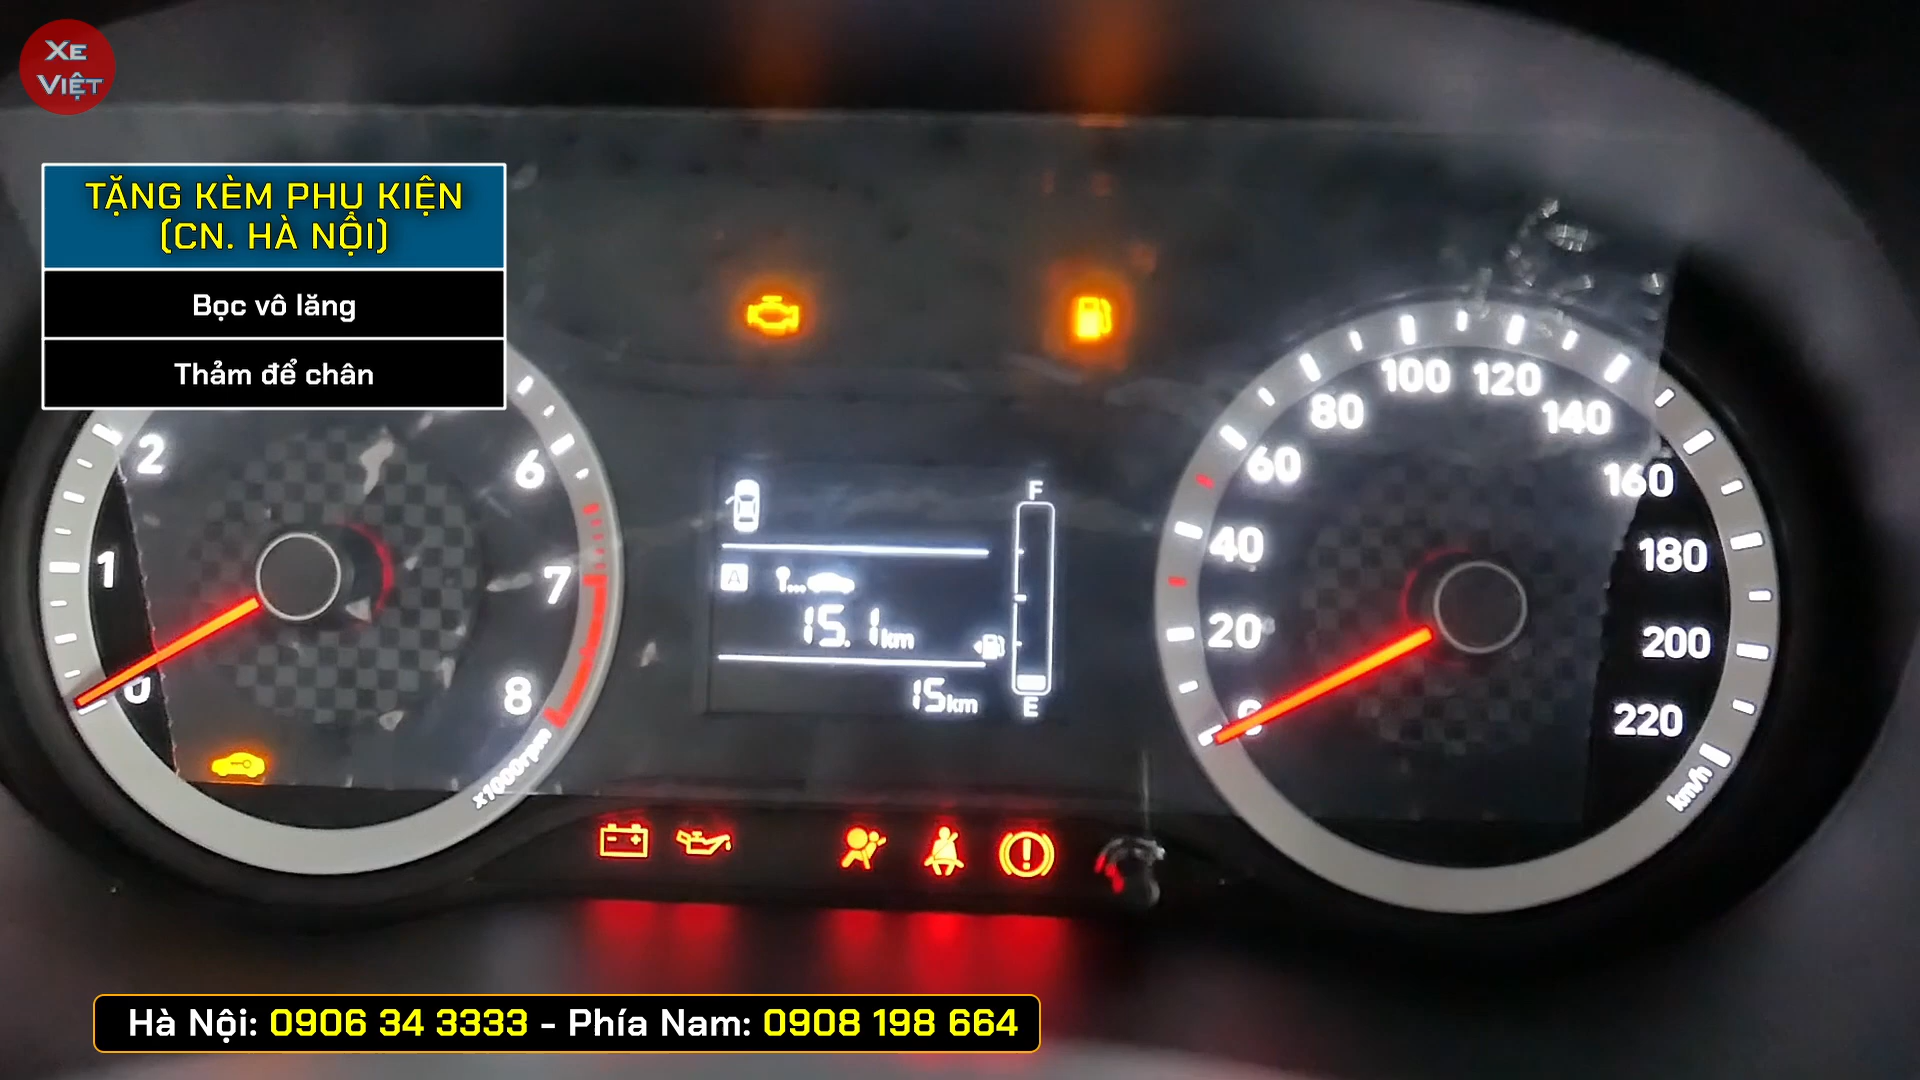 XE
VIỆT
TẶNG KÈM PHỤ KIỆN
(CN. HÀ NỘI)
Bọc vô lăng
Thảm để chân
2
1
0
6
7
8
x1000rpm
F
A
15.1km
15km
E
0
20
40
60
80
100
120
140
160
180
200
220
km/h
Hà Nội: 0906 34 3333 - Phía Nam: 0908 198 664